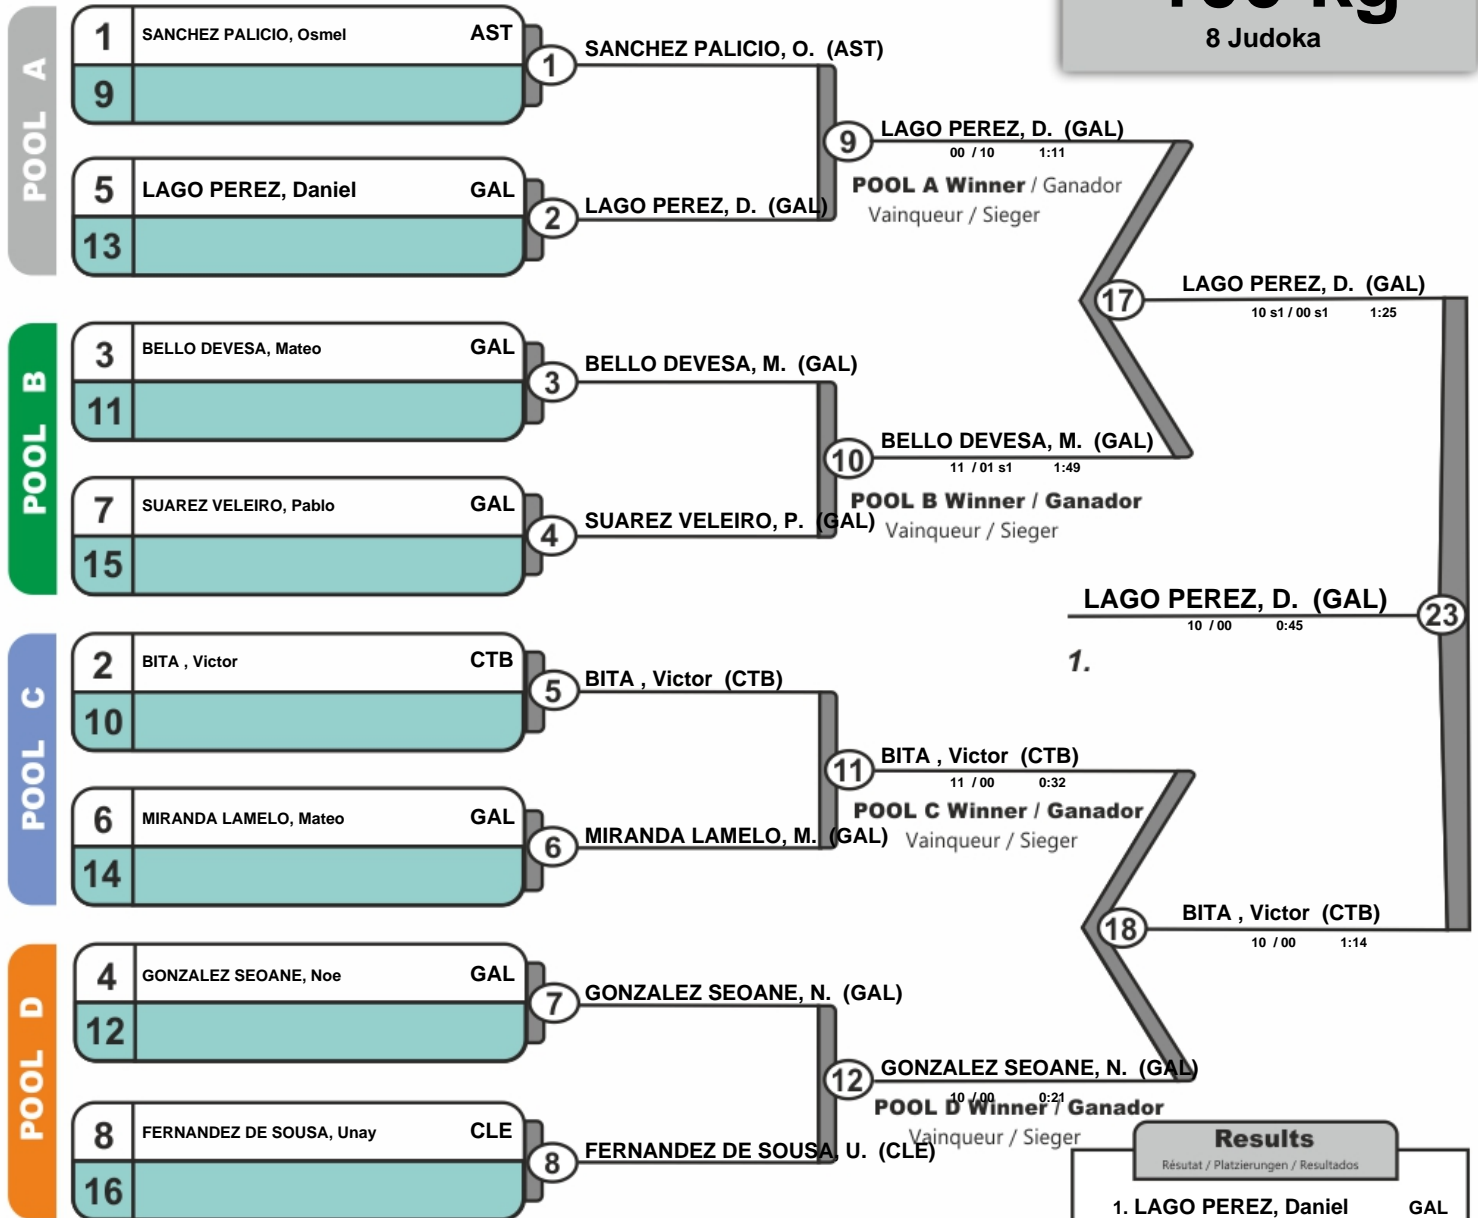 8 Judoka
POOL A
1 SANCHEZ PALICIO, Osmel AST
9
5 LAGO PEREZ, Daniel GAL
13
1 SANCHEZ PALICIO, O. (AST)
2 LAGO PEREZ, D. (GAL)
9 LAGO PEREZ, D. (GAL)
00 / 10 1:11
POOL A Winner / Ganador
Vainqueur / Sieger
POOL B
3 BELLO DEVESA, Mateo GAL
11
7 SUAREZ VELEIRO, Pablo GAL
15
3 BELLO DEVESA, M. (GAL)
4 SUAREZ VELEIRO, P. (GAL)
10 BELLO DEVESA, M. (GAL)
11 / 01 s1 1:49
POOL B Winner / Ganador
Vainqueur / Sieger
17 LAGO PEREZ, D. (GAL)
10 s1 / 00 s1 1:25
LAGO PEREZ, D. (GAL) 23
10 / 00 0:45
1.
POOL C
2 BITA , Victor CTB
10
6 MIRANDA LAMELO, Mateo GAL
14
5 BITA , Victor (CTB)
6 MIRANDA LAMELO, M. (GAL)
11 BITA , Victor (CTB)
11 / 00 0:32
POOL C Winner / Ganador
Vainqueur / Sieger
POOL D
4 GONZALEZ SEOANE, Noe GAL
12
8 FERNANDEZ DE SOUSA, Unay CLE
16
7 GONZALEZ SEOANE, N. (GAL)
8 FERNANDEZ DE SOUSA, U. (CLE)
12 GONZALEZ SEOANE, N. (GAL)
10 / 00 0:21
POOL D Winner / Ganador
Vainqueur / Sieger
18 BITA , Victor (CTB)
10 / 00 1:14
Results
Résutat / Platzierungen / Resultados
1. LAGO PEREZ, Daniel GAL